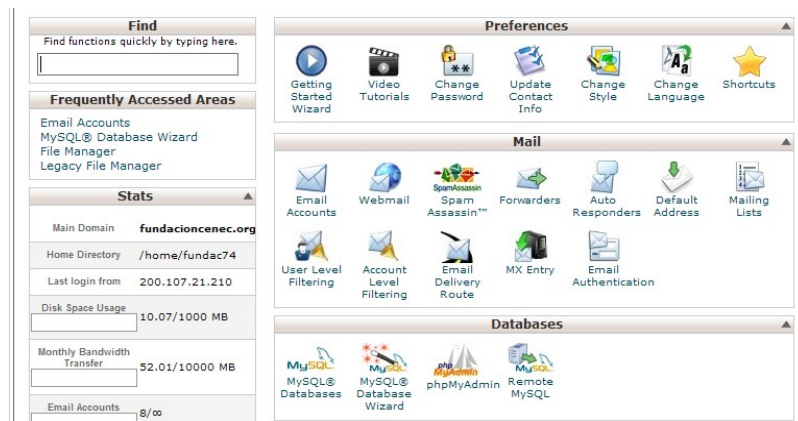 Find
Find functions quickly by typing here.
Frequently Accessed Areas
Email Accounts
MySQL® Database Wizard
File Manager
Legacy File Manager
Stats
Main Domain fundacioncenec.org
Home Directory /home/fundac74
Last login from 200.107.21.210
Disk Space Usage 10.07/1000 MB
Monthly Bandwidth
Transfer 52.01/10000 MB
Email Accounts 8/∞
Preferences
Getting Started Wizard
Video Tutorials
Change Password
Update Contact Info
Change Style
Change Language
Shortcuts
Mail
Email Accounts
Webmail
SpamAssassin
Spam Assassin™
Forwarders
Auto Responders
Default Address
Mailing Lists
User Level Filtering
Account Level Filtering
Email Delivery Route
MX Entry
Email Authentication
Databases
MySQL
MySQL® Databases
MySQL
MySQL® Database Wizard
php MyAdmin
phpMyAdmin
MySQL
Remote MySQL